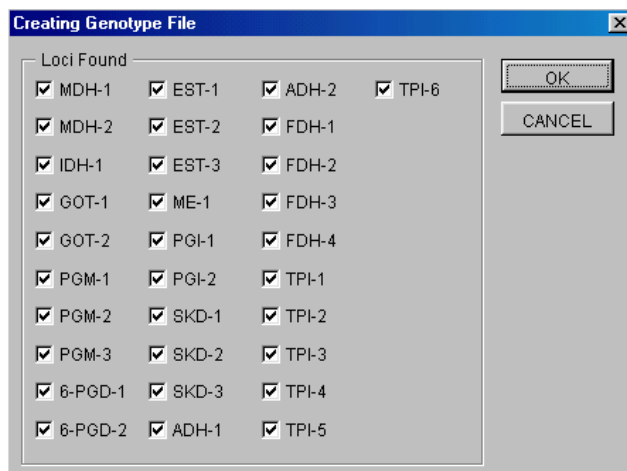 Creating Genotype File
Loci Found
MDH-1 EST-1 ADH-2 TPI-6
MDH-2 EST-2 FDH-1
IDH-1 EST-3 FDH-2
GOT-1 ME-1 FDH-3
GOT-2 PGI-1 FDH-4
PGM-1 PGI-2 TPI-1
PGM-2 SKD-1 TPI-2
PGM-3 SKD-2 TPI-3
6-PGD-1 SKD-3 TPI-4
6-PGD-2 ADH-1 TPI-5
OK
CANCEL